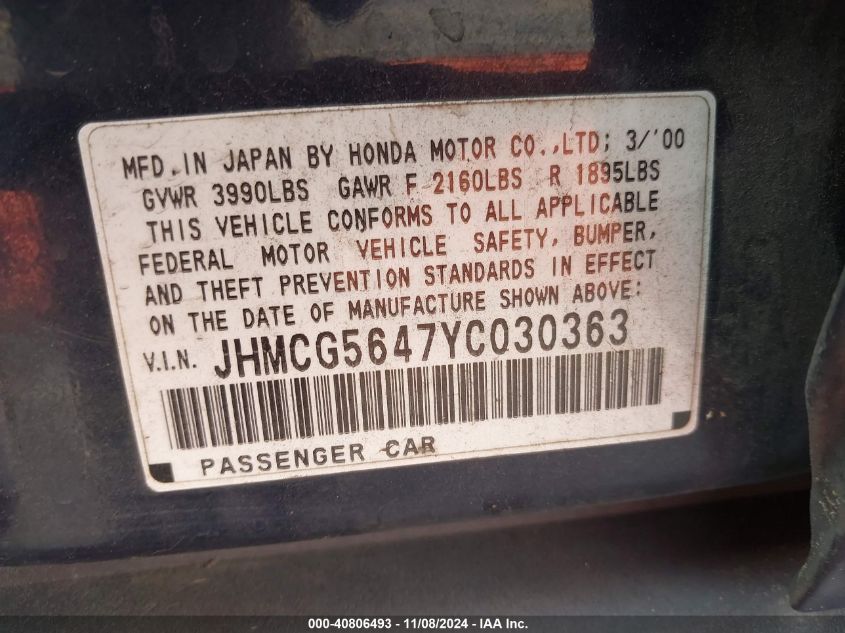 MFD. IN JAPAN BY HONDA MOTOR CO.,LTD; 3/'00
GVWR 3990LBS GAWR F 2160LBS R 1895LBS
THIS VEHICLE CONFORMS TO ALL APPLICABLE
FEDERAL MOTOR VEHICLE SAFETY, BUMPER,
AND THEFT PREVENTION STANDARDS IN EFFECT
ON THE DATE OF MANUFACTURE SHOWN ABOVE:
V.I.N. JHMCG5647YC030363
PASSENGER CAR
000-40806493 - 11/08/2024 - IAA Inc.